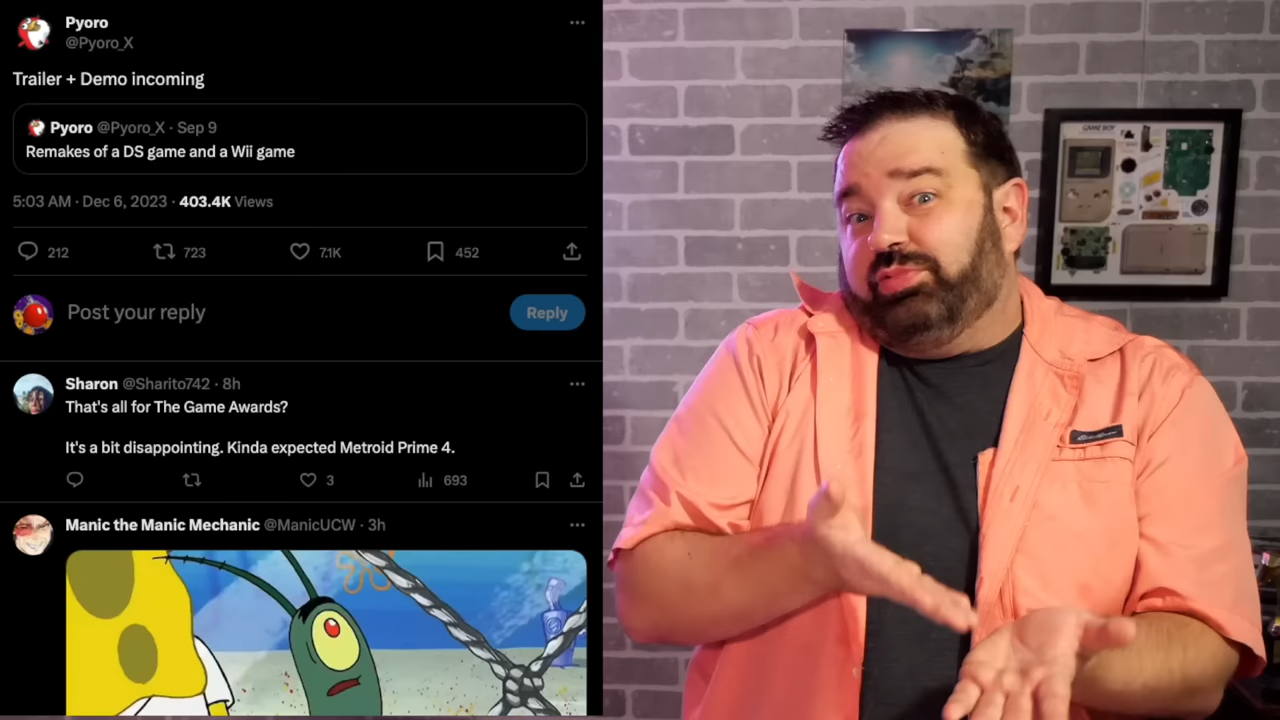 Pyoro
@Pyoro_X
Trailer + Demo incoming
Pyoro @Pyoro_X · Sep 9
Remakes of a DS game and a Wii game
5:03 AM · Dec 6, 2023 · 403.4K Views
212 723 7.1K 452
Post your reply
Reply
Sharon @Sharito742 · 8h
That's all for The Game Awards?
It's a bit disappointing. Kinda expected Metroid Prime 4.
3 693
Manic the Manic Mechanic @ManicUCW · 3h
GAME BOY